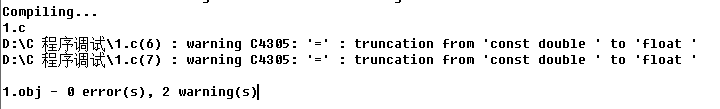 Compiling...
1.c
D:\C 程序调试\1.c(6) : warning C4305: '=' : truncation from 'const double ' to 'float '
D:\C 程序调试\1.c(7) : warning C4305: '=' : truncation from 'const double ' to 'float '
1.obj - 0 error(s), 2 warning(s)